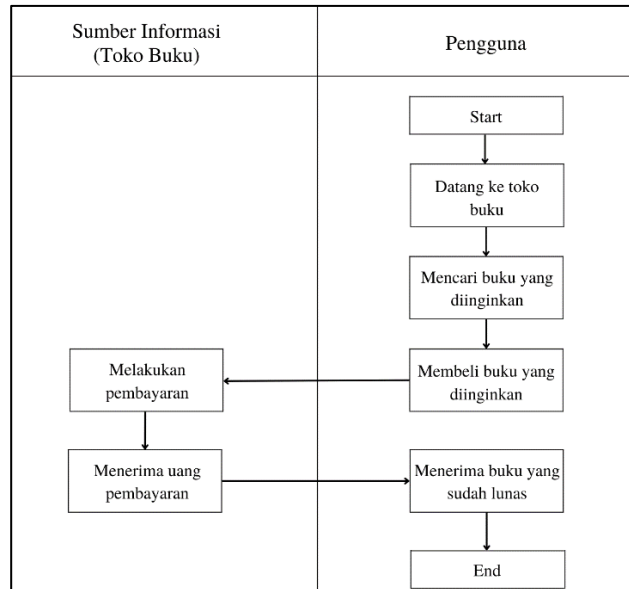 Sumber Informasi
(Toko Buku)
Pengguna
Start
Datang ke toko
buku
Mencari buku yang
diinginkan
Membeli buku yang
diinginkan
Melakukan
pembayaran
Menerima uang
pembayaran
Menerima buku yang
sudah lunas
End